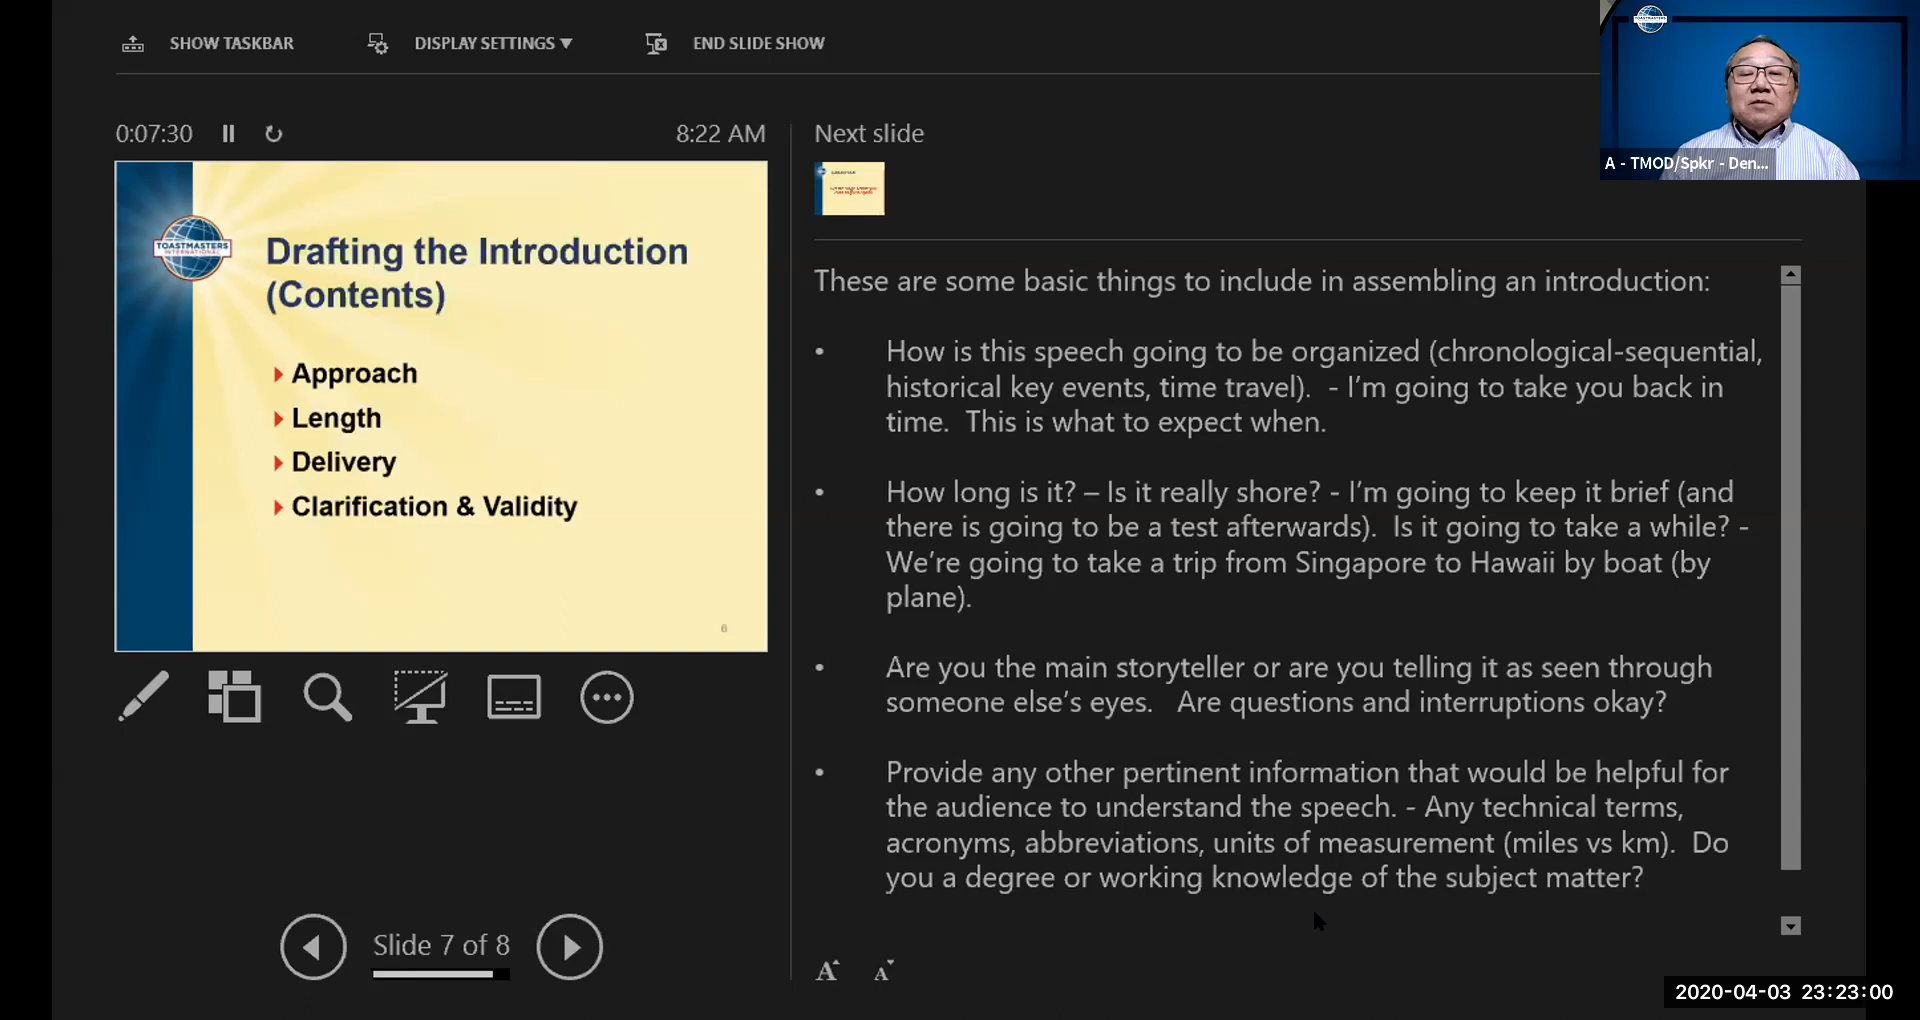 SHOW TASKBAR
DISPLAY SETTINGS ▼
END SLIDE SHOW
0:07:30
8:22 AM
Next slide
TOASTMASTERS
INTERNATIONAL
Drafting the Introduction
(Contents)
Approach
Length
Delivery
Clarification & Validity
6
These are some basic things to include in assembling an introduction:
• How is this speech going to be organized (chronological-sequential,
historical key events, time travel).  - I’m going to take you back in
time.  This is what to expect when.
• How long is it? – Is it really shore? - I’m going to keep it brief (and
there is going to be a test afterwards).  Is it going to take a while? -
We’re going to take a trip from Singapore to Hawaii by boat (by
plane).
• Are you the main storyteller or are you telling it as seen through
someone else’s eyes.   Are questions and interruptions okay?
• Provide any other pertinent information that would be helpful for
the audience to understand the speech. - Any technical terms,
acronyms, abbreviations, units of measurement (miles vs km).  Do
you a degree or working knowledge of the subject matter?
Slide 7 of 8
A A
TOASTMASTERS
A - TMOD/Spkr - Den...
2020-04-03 23:23:00